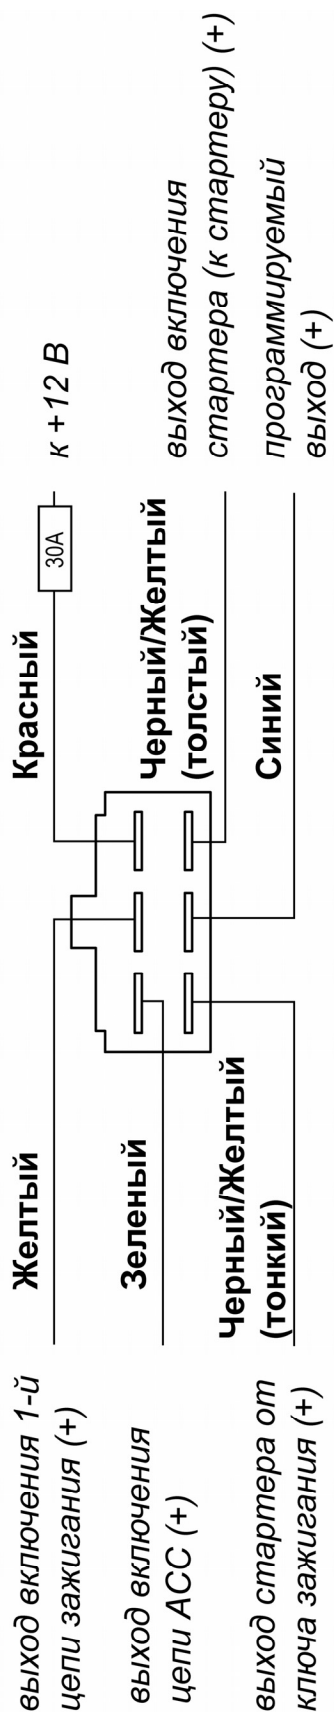 выход включения 1-й
цепи зажигания (+)
Желтый
Красный
30А
к +12 В
выход включения
цепи АСС (+)
Зеленый
Черный/Желтый
(толстый)
выход включения
стартера (к стартеру) (+)
выход стартера от
ключа зажигания (+)
Черный/Желтый
(тонкий)
Синий
программируемый
выход (+)